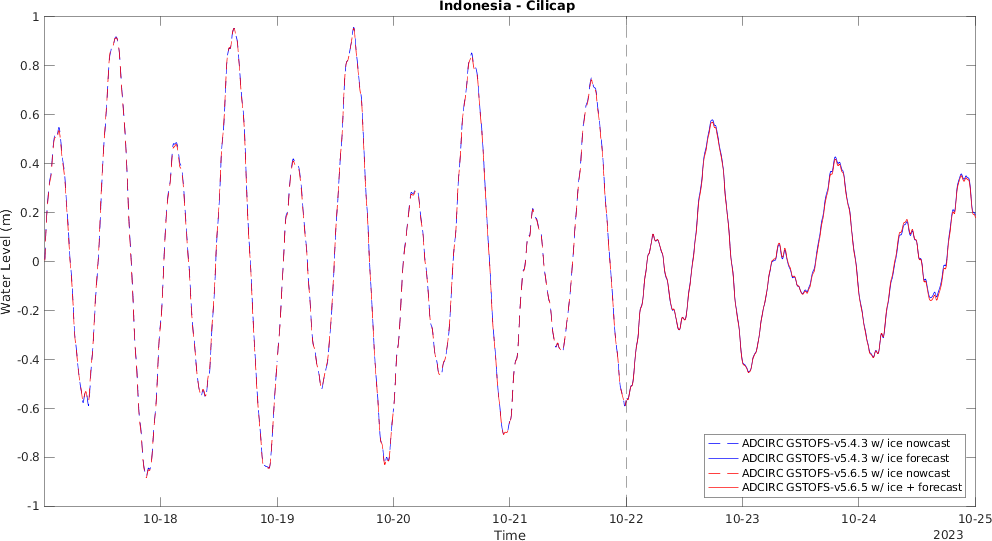 Indonesia - Cilicap
1
0.8
0.6
0.4
0.2
0
-0.2
-0.4
-0.6
-0.8
-1
Water Level (m)
ADCIRC GSTOFS-v5.4.3 w/ ice nowcast
ADCIRC GSTOFS-v5.4.3 w/ ice forecast
ADCIRC GSTOFS-v5.6.5 w/ ice nowcast
ADCIRC GSTOFS-v5.6.5 w/ ice + forecast
10-18
10-19
10-20
10-21
10-22
10-23
10-24
10-25
Time
2023